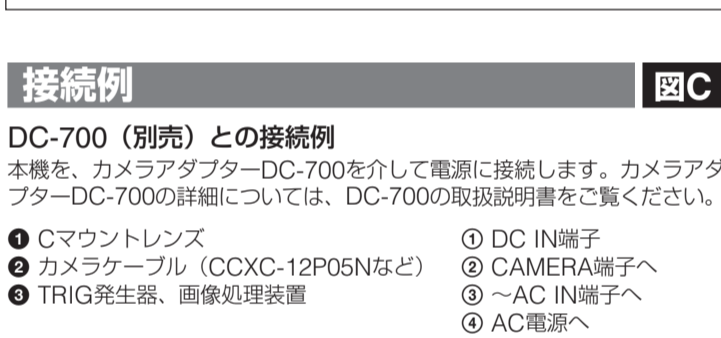 接続例 図C
DC-700（別売）との接続例
本機を、カメラアダプターDC-700を介して電源に接続します。カメラアダ
プターDC-700の詳細については、DC-700の取扱説明書をご覧ください。
❶ Cマウントレンズ
❷ カメラケーブル（CCXC-12P05Nなど）
❸ TRIG発生器、画像処理装置
① DC IN端子
② CAMERA端子へ
③ ～AC IN端子へ
④ AC電源へ